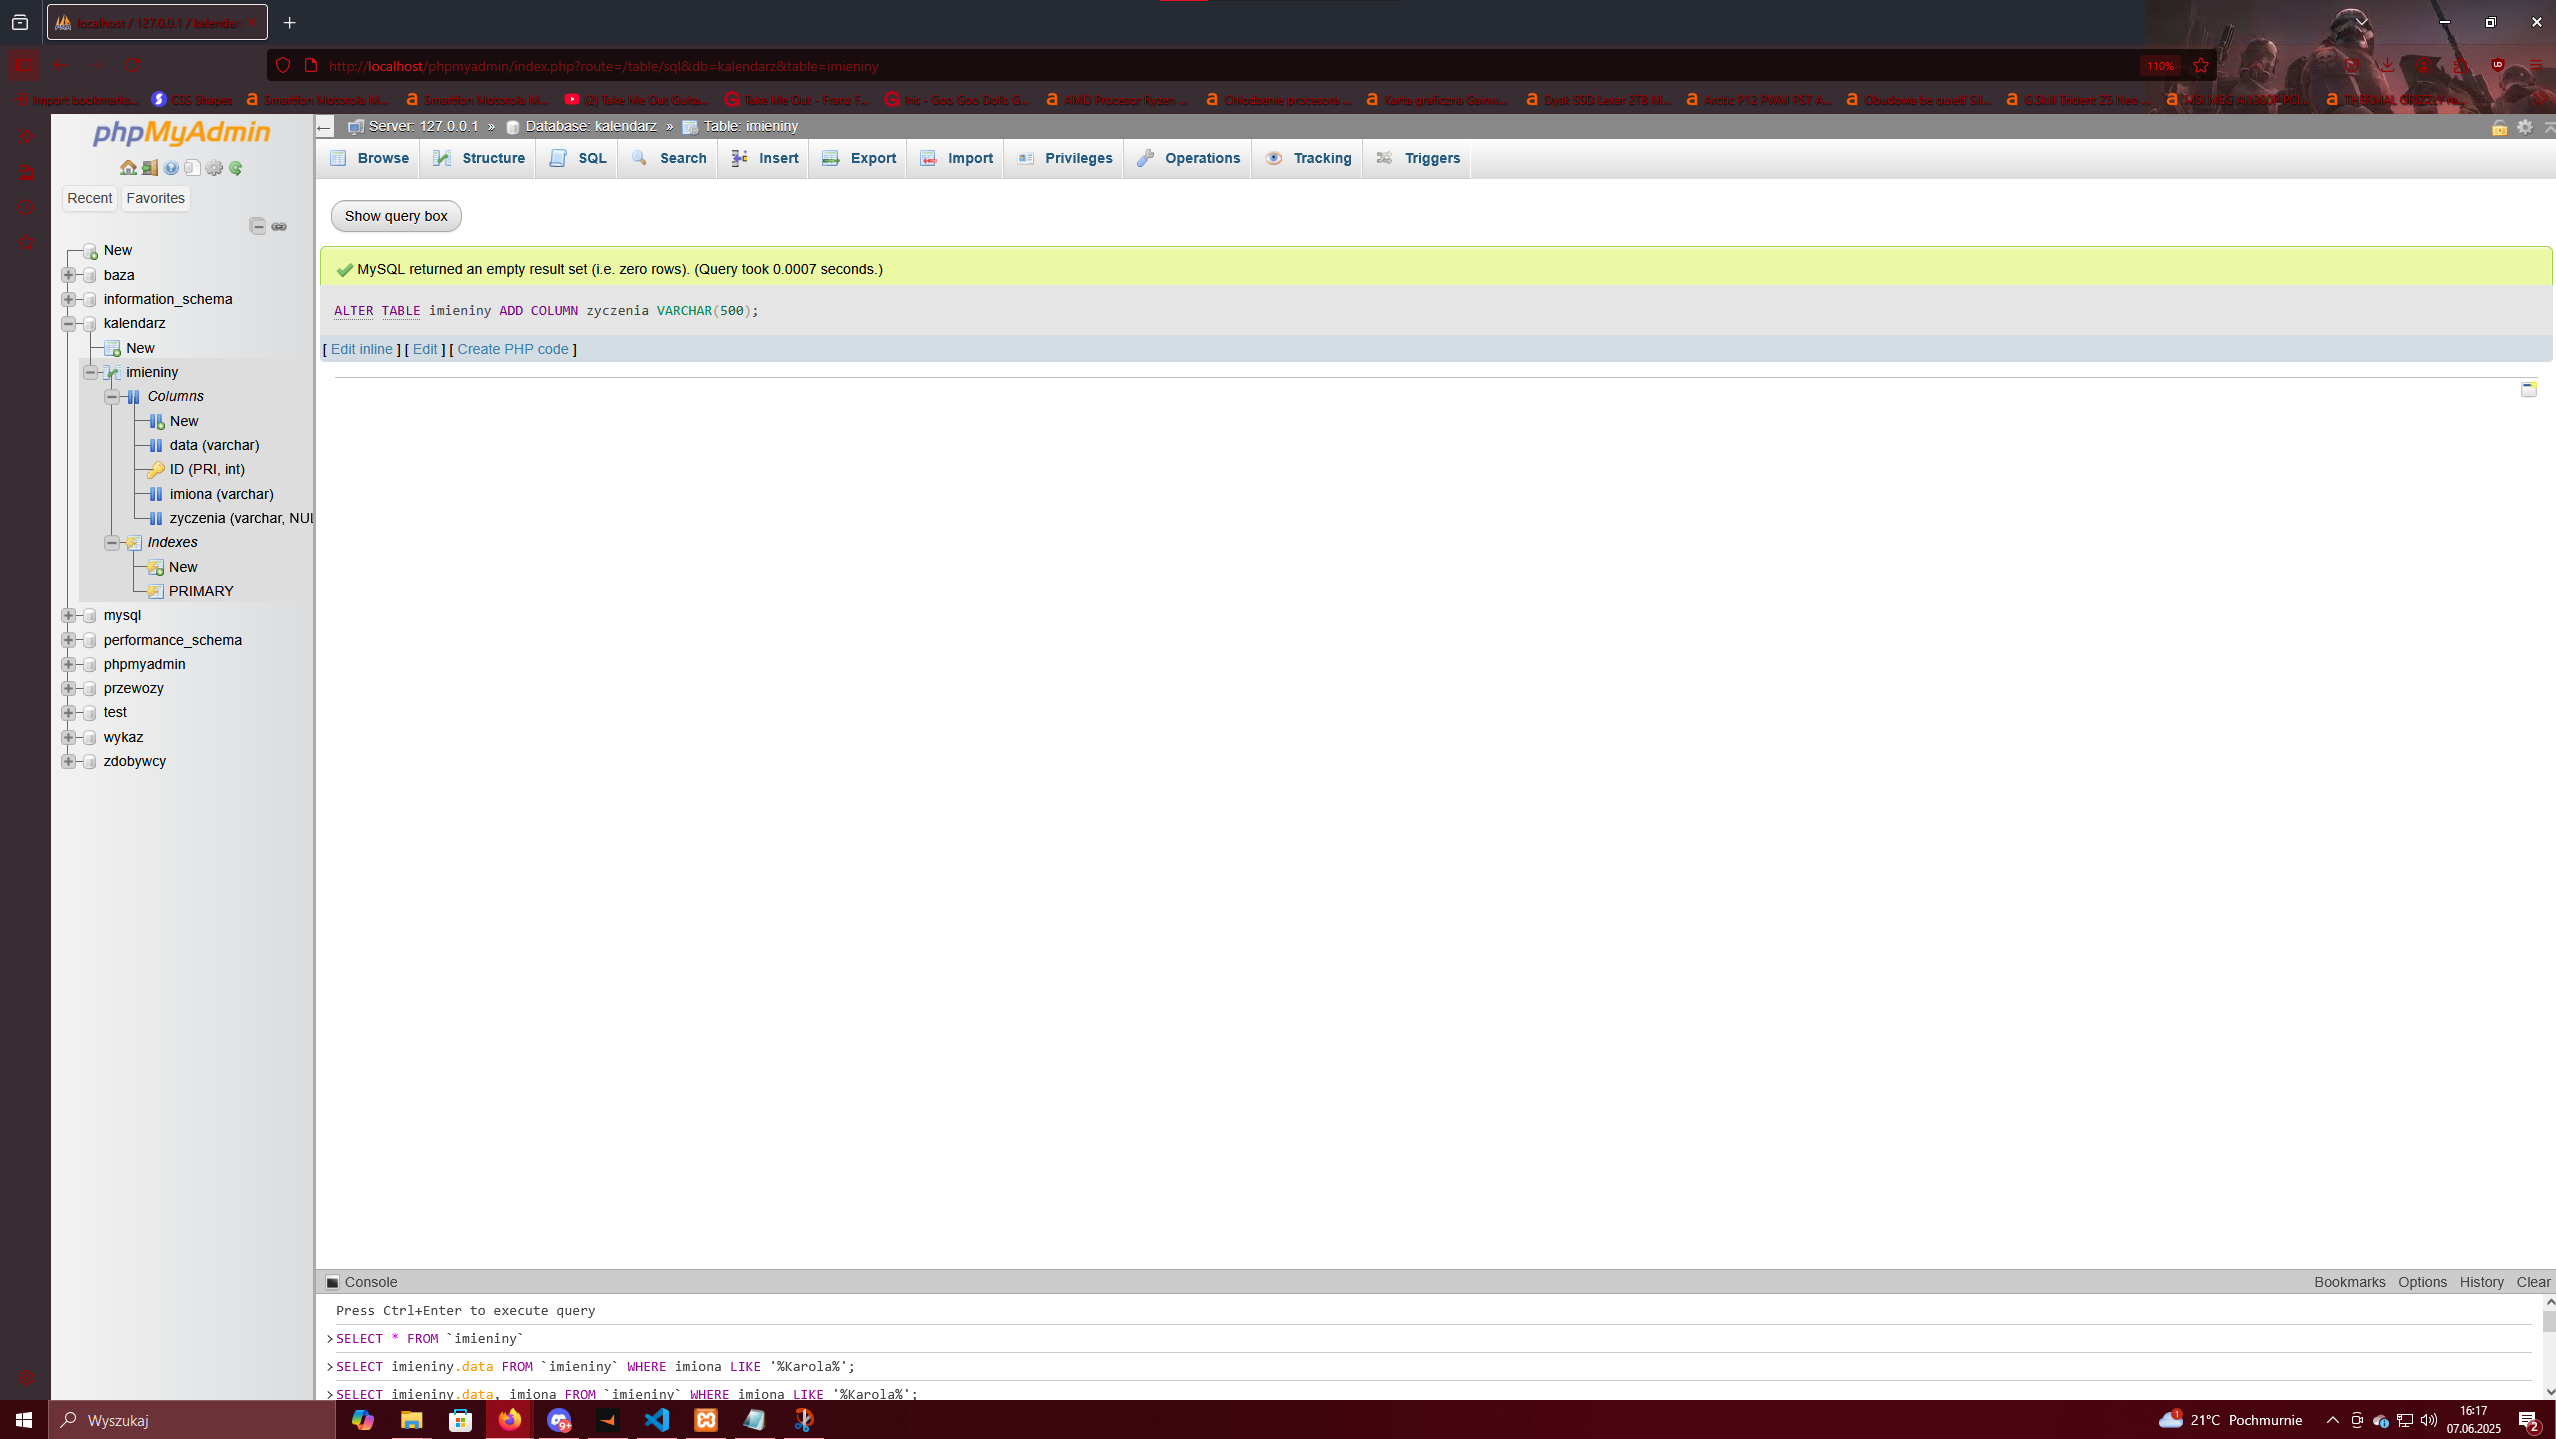 localhost / 127.0.0.1 / kalendarz
http://localhost/phpmyadmin/index.php?route=/table/sql&db=kalendarz&table=imieniny
110%
Import bookmarks...
CSS Shapes
Smartfon Motorola M...
Smartfon Motorola M...
(2) Take Me Out Guita...
Take Me Out - Franz F...
Iris - Goo Goo Dolls G...
AMD Procesor Ryzen ...
Chłodzenie procesora ...
Karta graficzna Gainw...
Dysk SSD Lexar 2TB M...
Arctic P12 PWM PST A...
Obudowa be quiet! Sil...
G.Skill Trident Z5 Neo ...
MSI MEG Ai1300P PCI...
THERMAL GRIZZLY
phpMyAdmin
Recent Favorites
New
baza
information_schema
kalendarz
New
imieniny
Columns
New
data (varchar)
ID (PRI, int)
imiona (varchar)
zyczenia (varchar, NUL
Indexes
New
PRIMARY
mysql
performance_schema
phpmyadmin
przewozy
test
wykaz
zdobywcy
← Server: 127.0.0.1 » Database: kalendarz » Table: imieniny
Browse Structure SQL Search Insert Export Import Privileges Operations Tracking Triggers
Show query box
MySQL returned an empty result set (i.e. zero rows). (Query took 0.0007 seconds.)
ALTER TABLE imieniny ADD COLUMN zyczenia VARCHAR(500);
[ Edit inline ] [ Edit ] [ Create PHP code ]
Console Bookmarks Options History Clear
Press Ctrl+Enter to execute query
>SELECT * FROM `imieniny`
>SELECT imieniny.data FROM `imieniny` WHERE imiona LIKE '%Karola%';
>SELECT imieniny.data, imiona FROM `imieniny` WHERE imiona LIKE '%Karola%';
Wyszukaj
9+
1
21°C Pochmurnie
16:17
07.06.2025
2